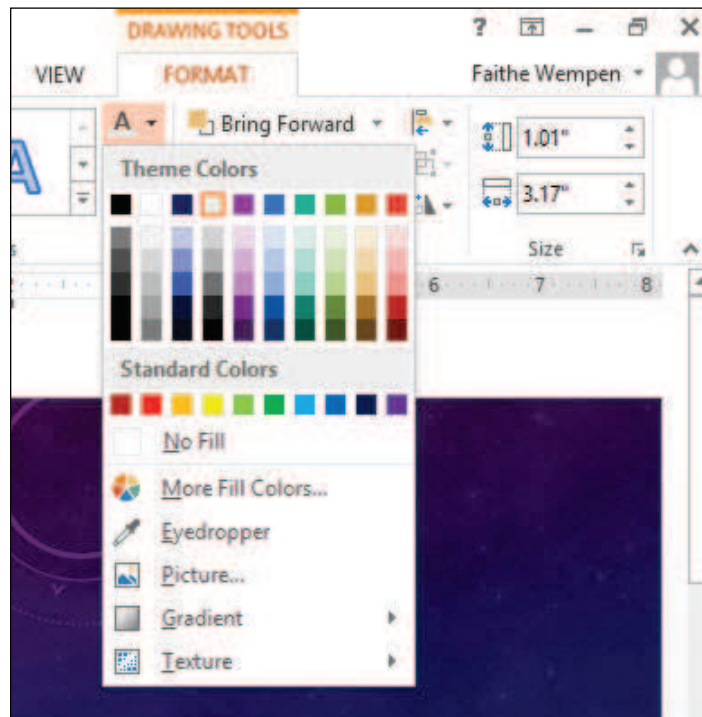 DRAWING TOOLS
?
VIEW FORMAT Faithe Wempen
A Bring Forward 1.01"
A
Theme Colors
3.17"
s Size
6 7 8
Standard Colors
No Fill
More Fill Colors...
Eyedropper
Picture...
Gradient
Texture